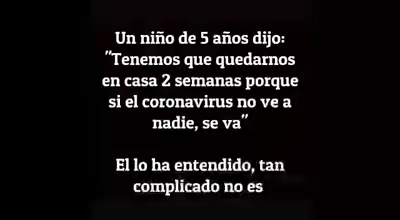 Un niño de 5 años dijo:
"Tenemos que quedarnos
en casa 2 semanas porque
si el coronavirus no ve a
nadie, se va"
El lo ha entendido, tan
complicado no es